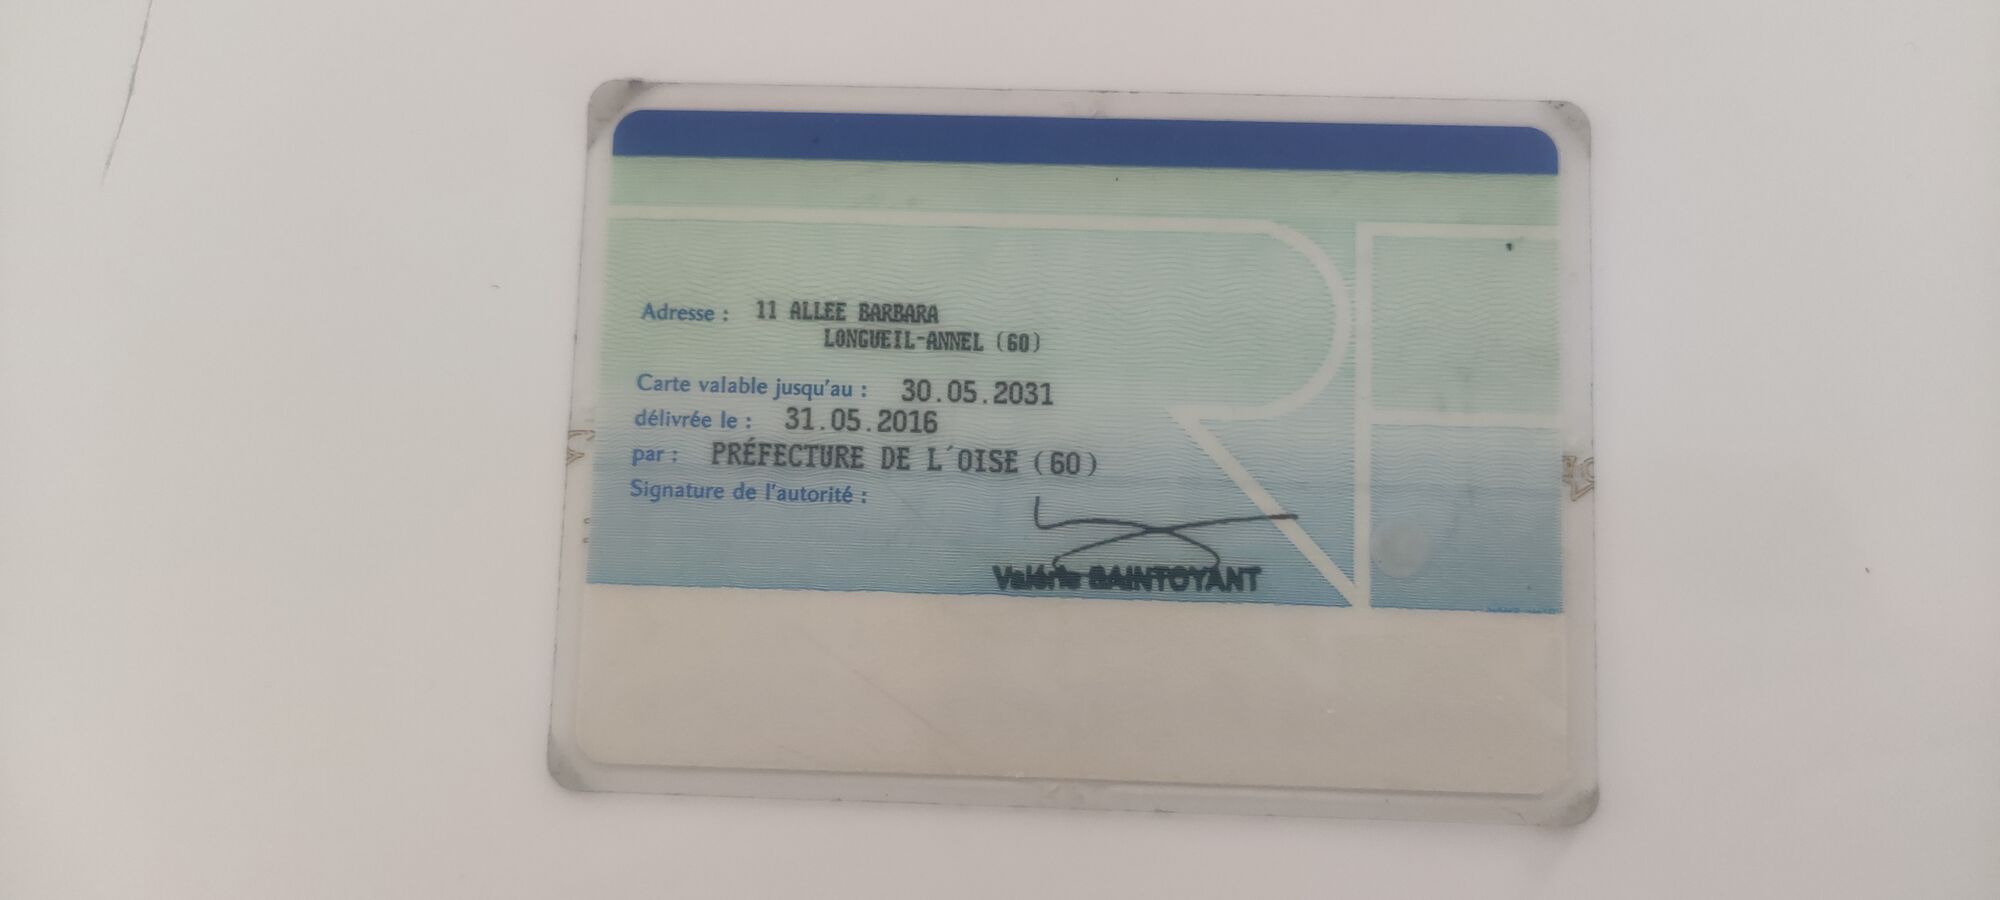 Adresse : 11 ALLEE BARBARA
LONGUEIL-ANNEL (60)
Carte valable jusqu'au : 30.05.2031
délivrée le : 31.05.2016
par : PRÉFECTURE DE L'OISE (60)
Signature de l'autorité :
Valérie SAINTOYANT